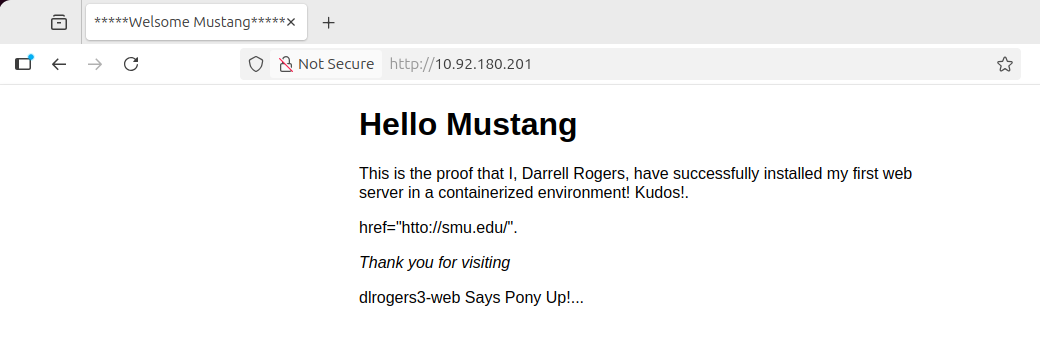 *****Welsome Mustang*****
Not Secure http://10.92.180.201
Hello Mustang
This is the proof that I, Darrell Rogers, have successfully installed my first web
server in a containerized environment! Kudos!.
href="htto://smu.edu/".
Thank you for visiting
dlrogers3-web Says Pony Up!...